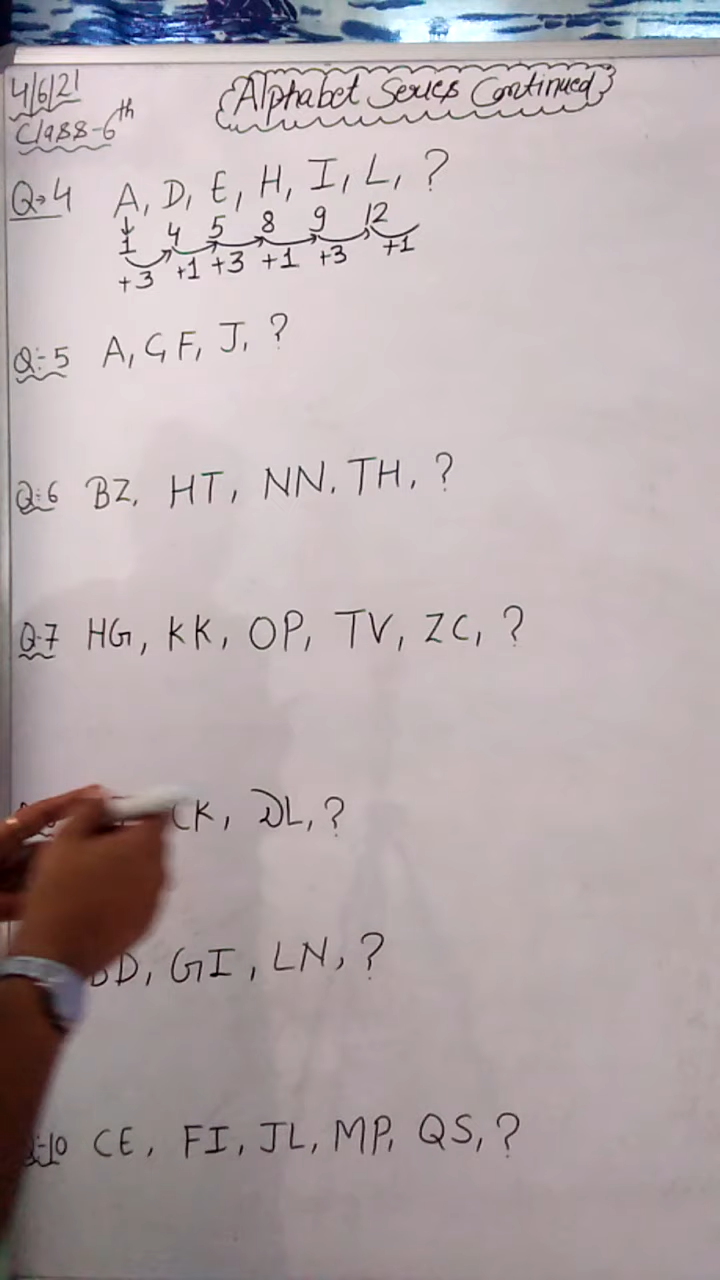 4/6/21
Class-6th
Alphabet Series Continued
Q→4 A, D, E, H, I, L, ?
1 4 5 8 9 12
+3 +1 +3 +1 +3 +1
Q:-5 A, C, F, J, ?
Q:6 BZ, HT, NN, TH, ?
Q.7 HG, KK, OP, TV, ZC, ?
CK, DL, ?
BD, GI, LN, ?
Q:-10 CE, FI, JL, MP, QS, ?